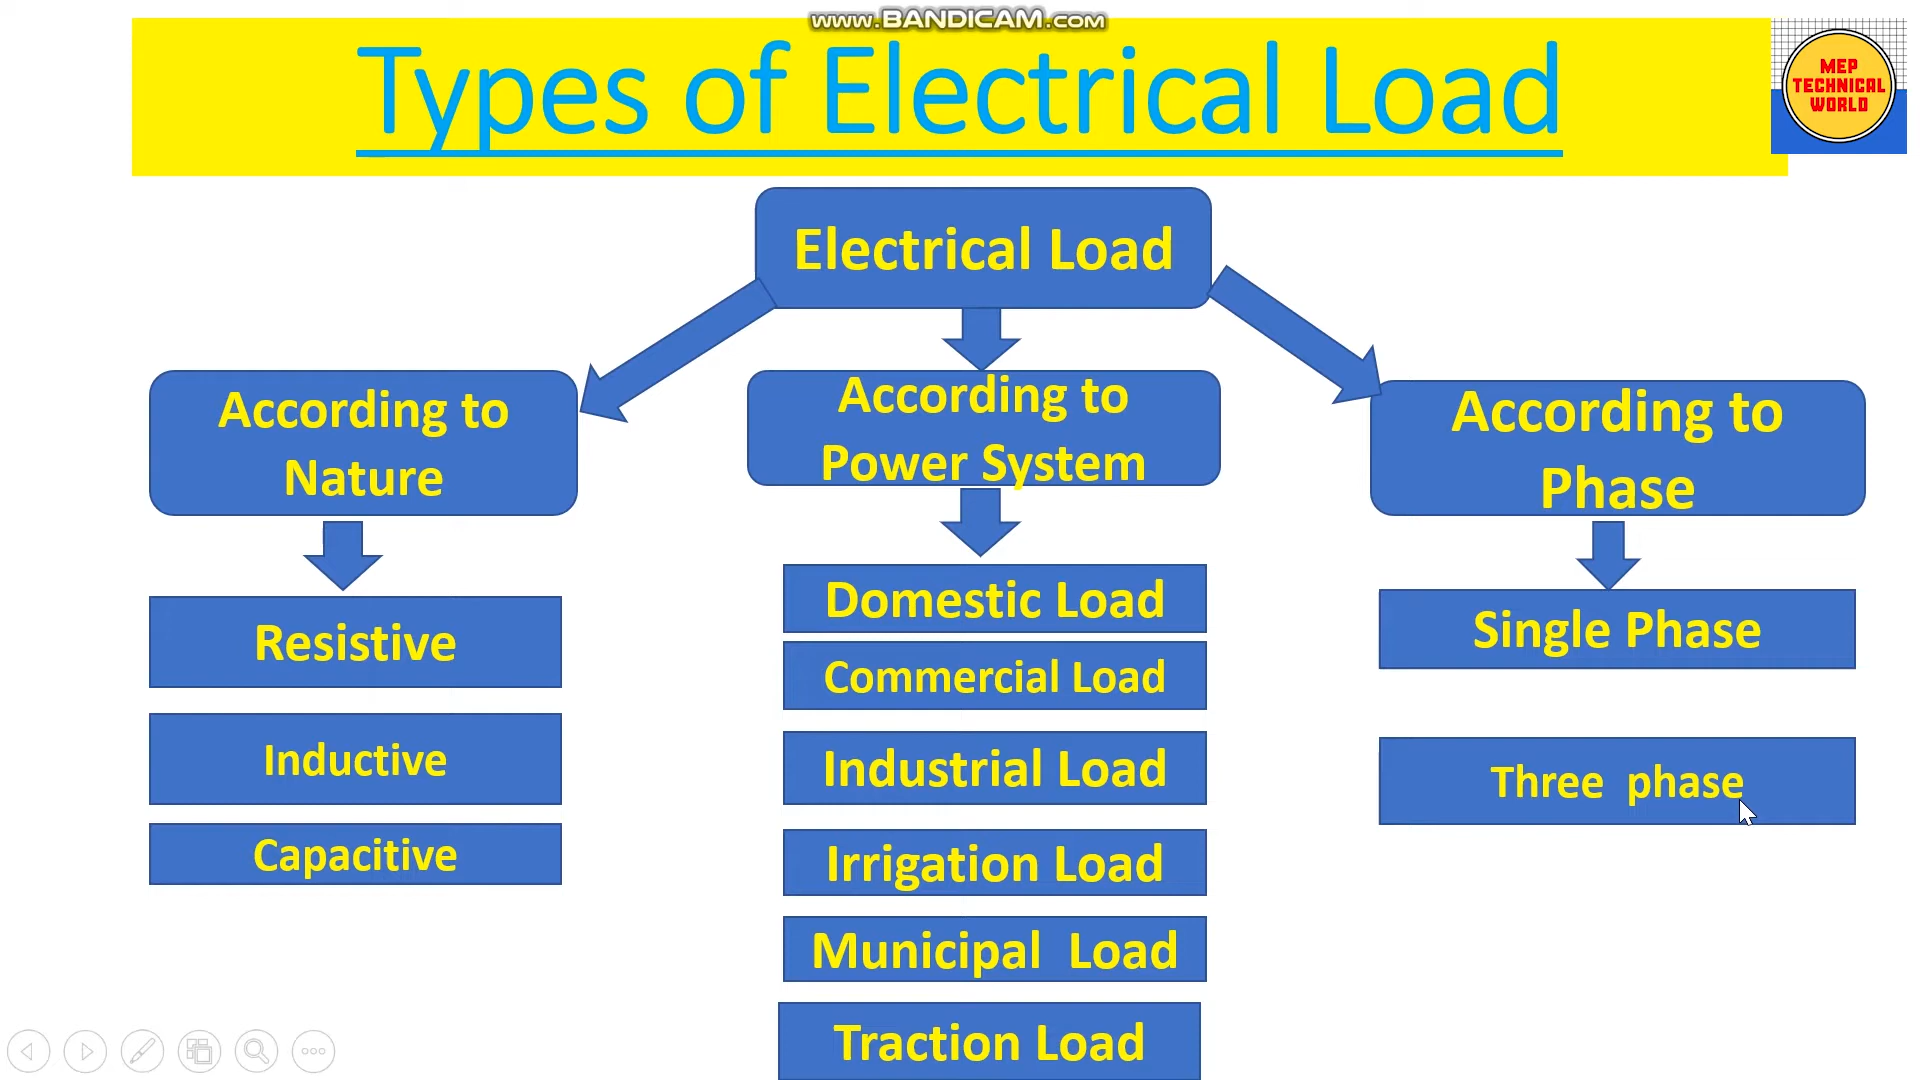 www.BANDICAM.com
Types of Electrical Load
MEP
TECHNICAL
WORLD
Electrical Load
According to
Nature
According to
Power System
According to
Phase
Resistive
Inductive
Capacitive
Domestic Load
Commercial Load
Industrial Load
Irrigation Load
Municipal  Load
Traction Load
Single Phase
Three  phase